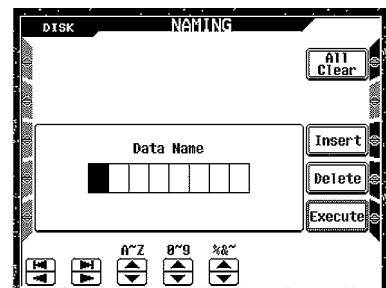 DISK NAMING
All
Clear
Data Name
Insert
Delete
Execute
A~Z 0~9 %&~